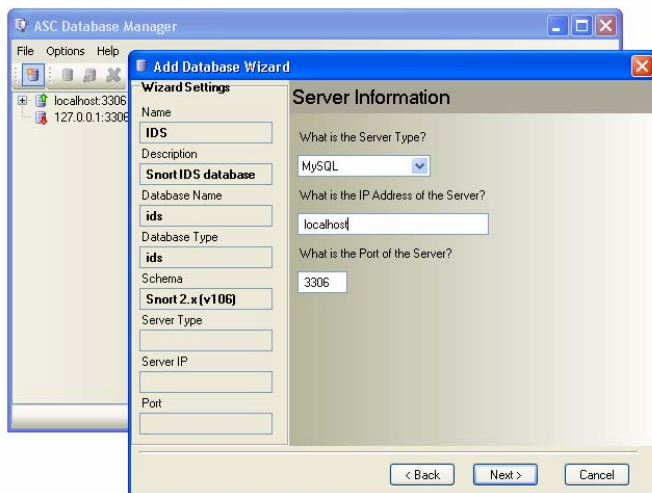 ASC Database Manager
File Options Help
localhost:3306
127.0.0.1:3306
Add Database Wizard
Wizard Settings
Name
IDS
Description
Snort IDS database
Database Name
ids
Database Type
ids
Schema
Snort 2.x (v106)
Server Type
Server IP
Port
Server Information
What is the Server Type?
MySQL
What is the IP Address of the Server?
localhost
What is the Port of the Server?
3306
< Back Next > Cancel